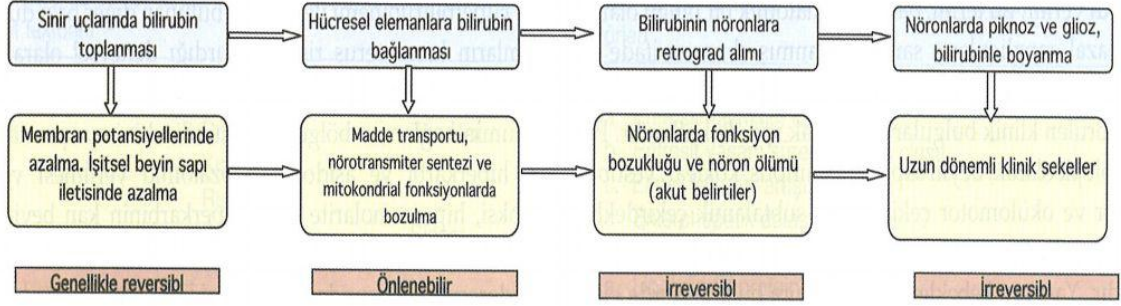 Sinir uçlarında bilirubin
toplanması
Hücresel elemanlara bilirubin
bağlanması
Bilirubinin nöronlara
retrograd alımı
Nöronlarda piknoz ve glioz,
bilirubinle boyanma
Membran potansiyellerinde
azalma. İşitsel beyin sapı
iletisinde azalma
Madde transportu,
nörotransmiter sentezi ve
mitokondrial fonksiyonlarda
bozulma
Nöronlarda fonksiyon
bozukluğu ve nöron ölümü
(akut belirtiler)
Uzun dönemli klinik sekeller
Genellikle reversibl
Önlenebilir
İrreversibl
İrreversibl